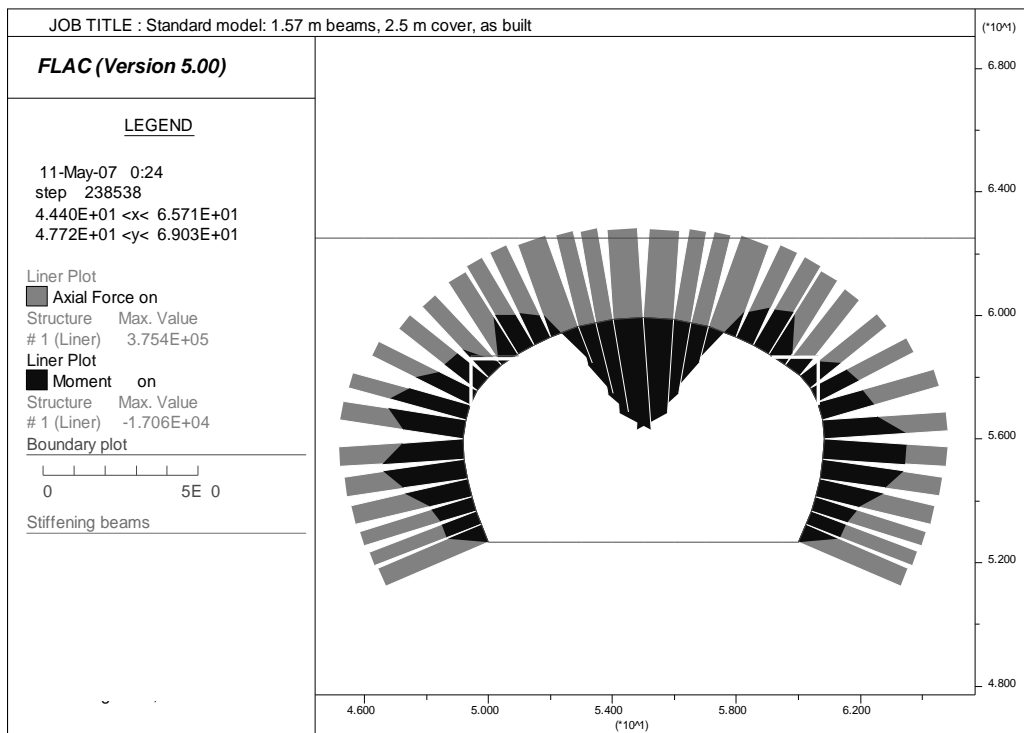 JOB TITLE : Standard model: 1.57 m beams, 2.5 m cover, as built
(*10^1)
FLAC (Version 5.00)
LEGEND
11-May-07 0:24
step 238538
4.440E+01 <x< 6.571E+01
4.772E+01 <y< 6.903E+01
Liner Plot
Axial Force on
Structure Max. Value
# 1 (Liner) 3.754E+05
Liner Plot
Moment on
Structure Max. Value
# 1 (Liner) -1.706E+04
Boundary plot
0 5E 0
Stiffening beams
6.800
6.400
6.000
5.600
5.200
4.800
4.600 5.000 5.400 5.800 6.200
(*10^1)